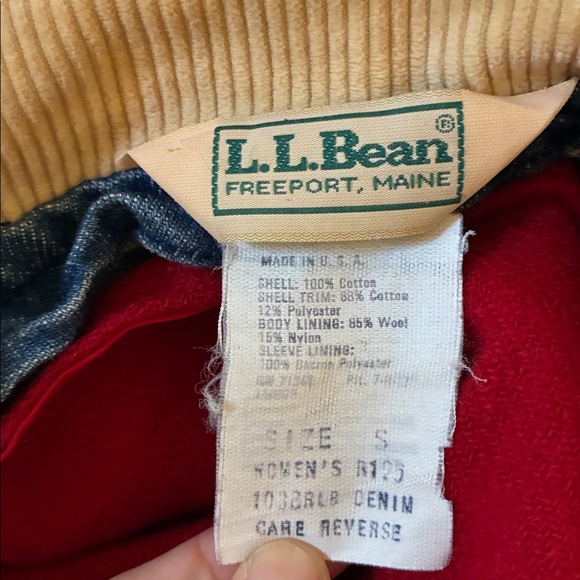 L.L.Bean®
FREEPORT, MAINE
MADE IN U.S.A.
SHELL: 100% Cotton
SHELL TRIM: 88% Cotton
12% Polyester
BODY LINING: 85% Wool
15% Nylon
SLEEVE LINING:
100% Dacron Polyester
SIZE S
WOMEN'S R125
DENIM
CARE REVERSE